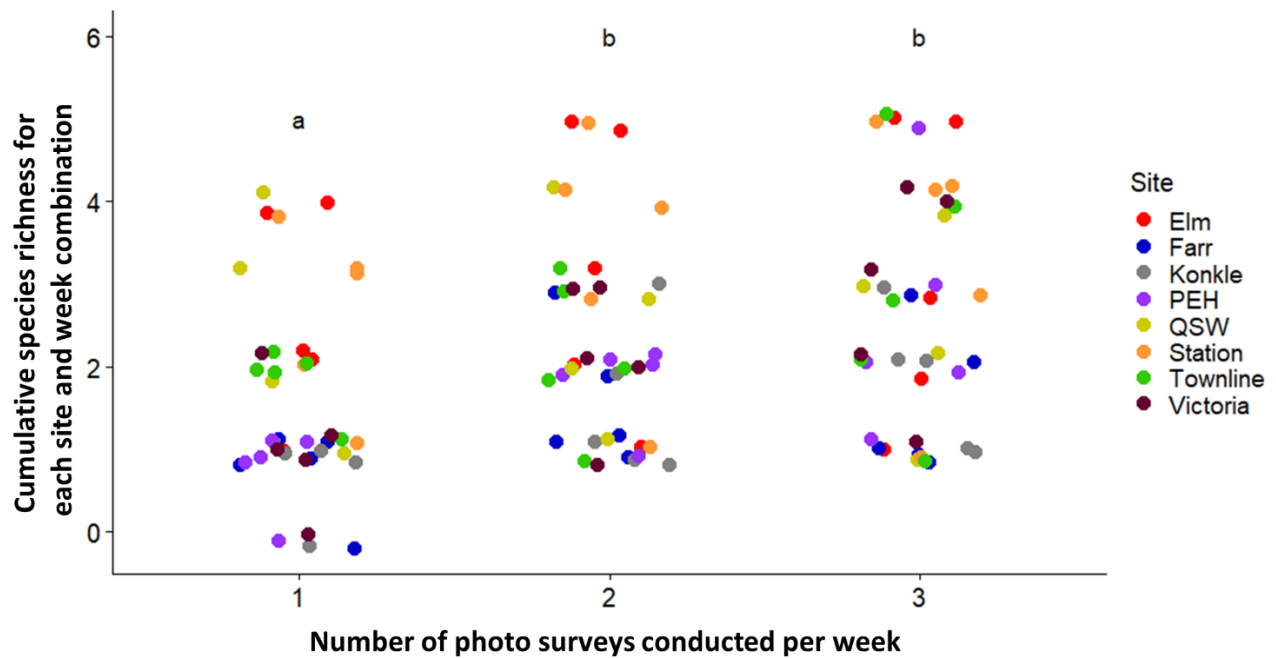 Cumulative species richness for
each site and week combination
6
4
2
0
a
b
b
1
2
3
Number of photo surveys conducted per week
Site
Elm
Farr
Konkle
PEH
QSW
Station
Townline
Victoria